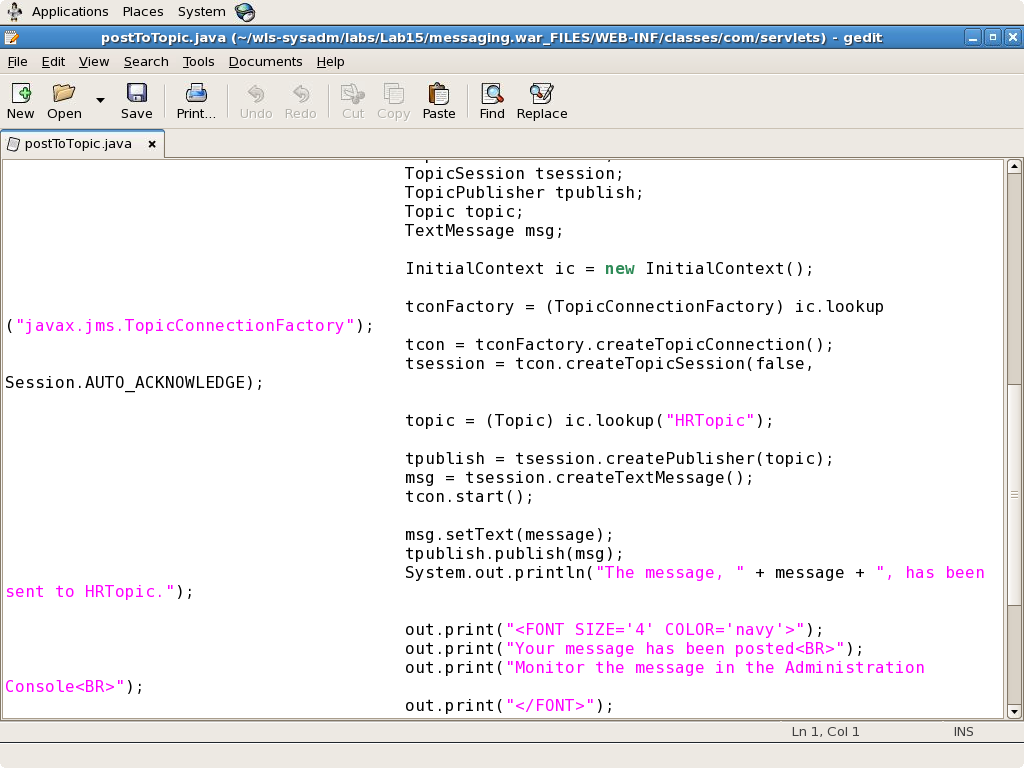 Applications Places System
postToTopic.java (~/wls-sysadm/labs/Lab15/messaging.war_FILES/WEB-INF/classes/com/servlets) - gedit
File Edit View Search Tools Documents Help
New Open Save Print... Undo Redo Cut Copy Paste Find Replace
postToTopic.java
TopicSession tsession;
TopicPublisher tpublish;
Topic topic;
TextMessage msg;
InitialContext ic = new InitialContext();
tconFactory = (TopicConnectionFactory) ic.lookup
("javax.jms.TopicConnectionFactory");
tcon = tconFactory.createTopicConnection();
tsession = tcon.createTopicSession(false,
Session.AUTO_ACKNOWLEDGE);
topic = (Topic) ic.lookup("HRTopic");
tpublish = tsession.createPublisher(topic);
msg = tsession.createTextMessage();
tcon.start();
msg.setText(message);
tpublish.publish(msg);
System.out.println("The message, " + message + ", has been
sent to HRTopic.");
out.print("<FONT SIZE='4' COLOR='navy'>");
out.print("Your message has been posted<BR>");
out.print("Monitor the message in the Administration
Console<BR>");
out.print("</FONT>");
Ln 1, Col 1 INS